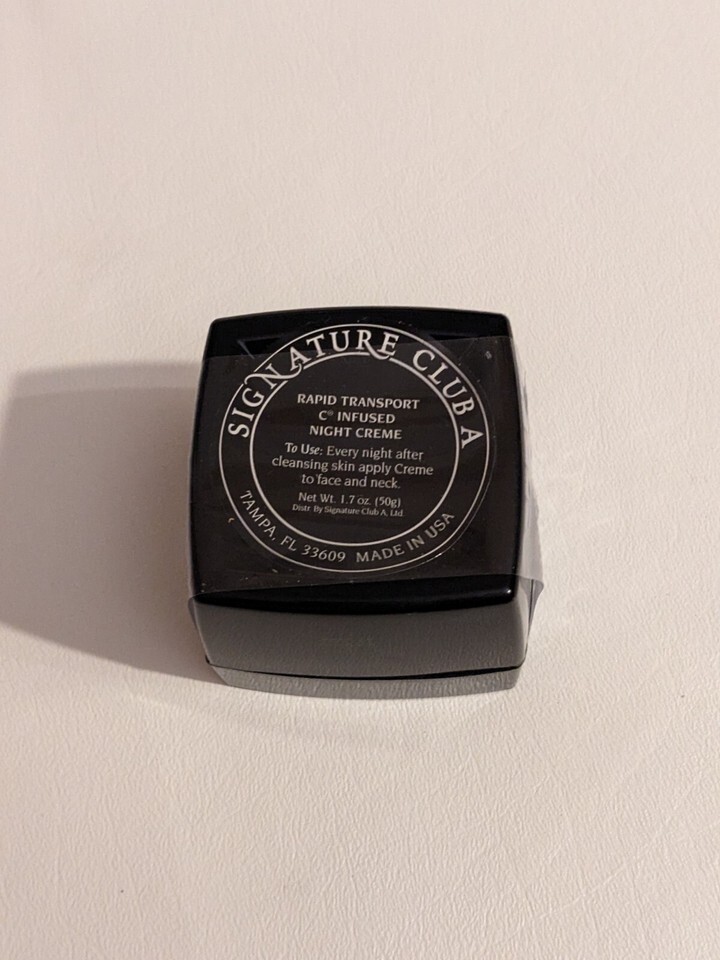 SIGNATURE CLUB A
RAPID TRANSPORT
C® INFUSED
NIGHT CREME
To Use: Every night after
cleansing skin apply Creme
to face and neck.
Net Wt. 1.7 oz. (50g)
Distr. By Signature Club A, Ltd.
TAMPA, FL 33609 MADE IN USA